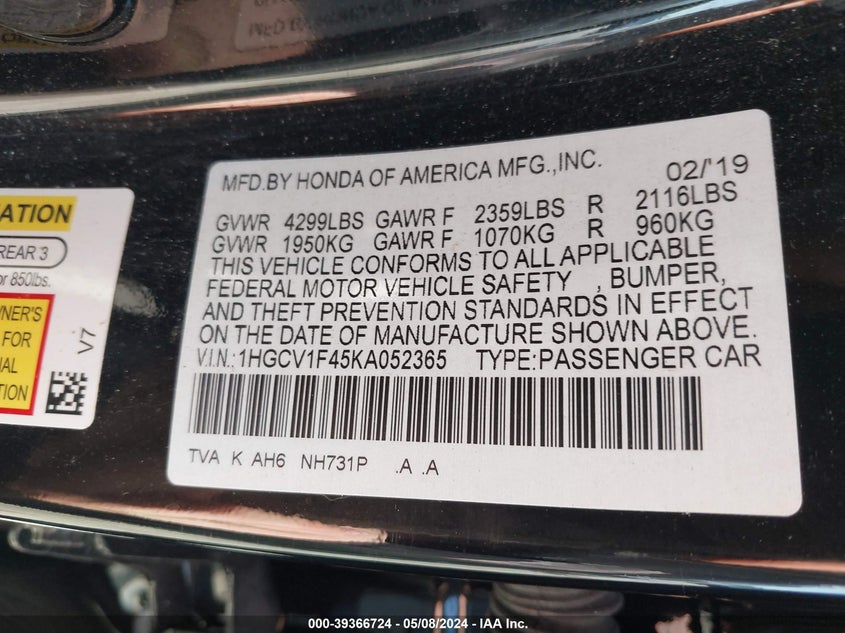 MFD.BY HONDA OF AMERICA MFG.,INC. 02/'19
GVWR 4299LBS GAWR F 2359LBS R 2116LBS
GVWR 1950KG GAWR F 1070KG R 960KG
THIS VEHICLE CONFORMS TO ALL APPLICABLE
FEDERAL MOTOR VEHICLE SAFETY , BUMPER,
AND THEFT PREVENTION STANDARDS IN EFFECT
ON THE DATE OF MANUFACTURE SHOWN ABOVE.
V.I.N.: 1HGCV1F45KA052365 TYPE:PASSENGER CAR
TVA K AH6 NH731P .A .A
REAR 3
or 850lbs.
FOR
V7
000-39366724 — 05/08/2024 — IAA Inc.